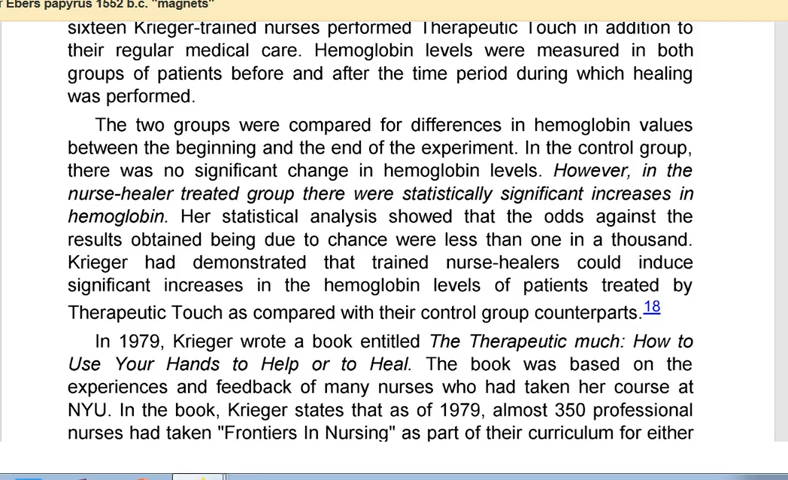 Ebers papyrus 1552 b.c. "magnets"
sixteen Krieger-trained nurses performed Therapeutic Touch in addition to
their regular medical care. Hemoglobin levels were measured in both
groups of patients before and after the time period during which healing
was performed.
The two groups were compared for differences in hemoglobin values
between the beginning and the end of the experiment. In the control group,
there was no significant change in hemoglobin levels. However, in the
nurse-healer treated group there were statistically significant increases in
hemoglobin. Her statistical analysis showed that the odds against the
results obtained being due to chance were less than one in a thousand.
Krieger had demonstrated that trained nurse-healers could induce
significant increases in the hemoglobin levels of patients treated by
Therapeutic Touch as compared with their control group counterparts.18
In 1979, Krieger wrote a book entitled The Therapeutic much: How to
Use Your Hands to Help or to Heal. The book was based on the
experiences and feedback of many nurses who had taken her course at
NYU. In the book, Krieger states that as of 1979, almost 350 professional
nurses had taken "Frontiers In Nursing" as part of their curriculum for either